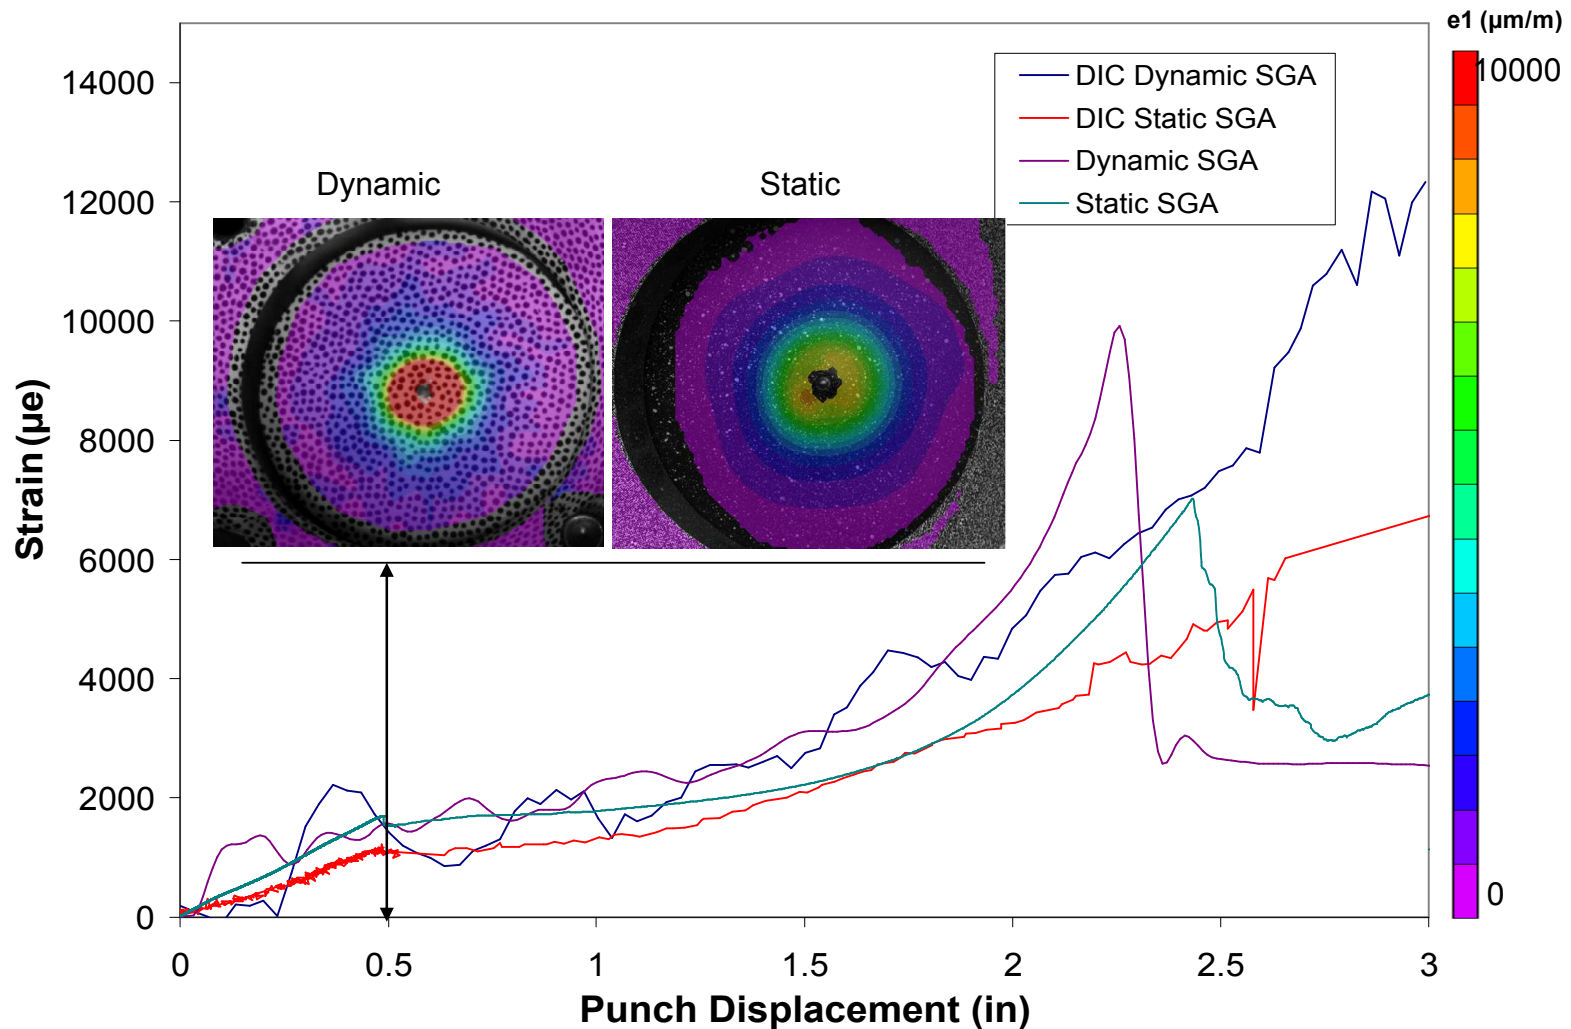 e1 (µm/m)
10000
0
14000
12000
10000
8000
6000
4000
2000
0
Strain (µe)
DIC Dynamic SGA
DIC Static SGA
Dynamic SGA
Static SGA
Dynamic
Static
0
0.5
1
1.5
2
2.5
3
Punch Displacement (in)